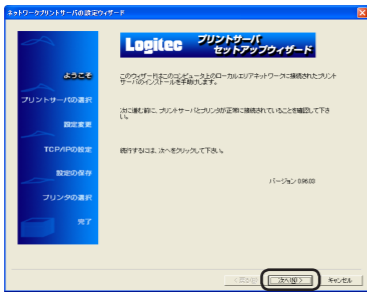 ネットワークプリントサーバの設定ウィザード
Logitec プリントサーバ
セットアップウィザード
ようこそ
プリントサーバの選択
設定変更
TCP/IPの設定
設定の保存
プリンタの選択
完了
このウィザードはこのコンピュータ上のローカルエリアネットワークに接続されたプリント
サーバのインストールを手助けします。
次に進む前に、プリントサーバとプリンタが正常に接続されていることを確認して下さ
い。
続行するには、次へをクリックして下さい。
バージョン 0.96.00
次へ(N) >
キャンセル